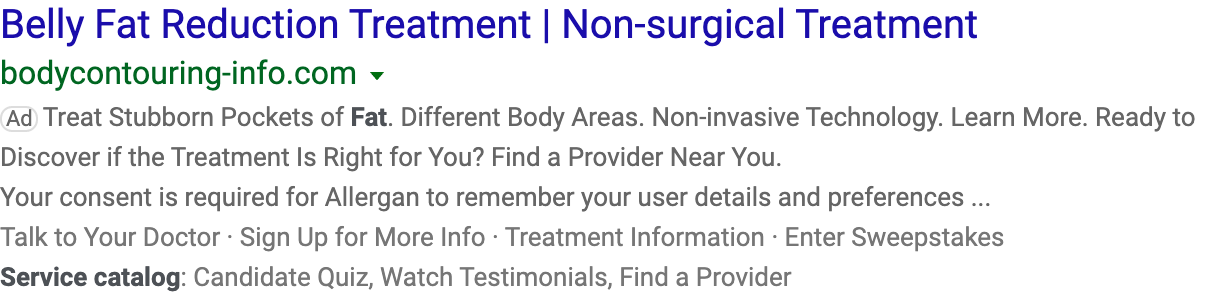 Belly Fat Reduction Treatment | Non-surgical Treatment
bodycontouring-info.com
Ad Treat Stubborn Pockets of Fat. Different Body Areas. Non-invasive Technology. Learn More. Ready to
Discover if the Treatment Is Right for You? Find a Provider Near You.
Your consent is required for Allergan to remember your user details and preferences ...
Talk to Your Doctor · Sign Up for More Info · Treatment Information · Enter Sweepstakes
Service catalog: Candidate Quiz, Watch Testimonials, Find a Provider